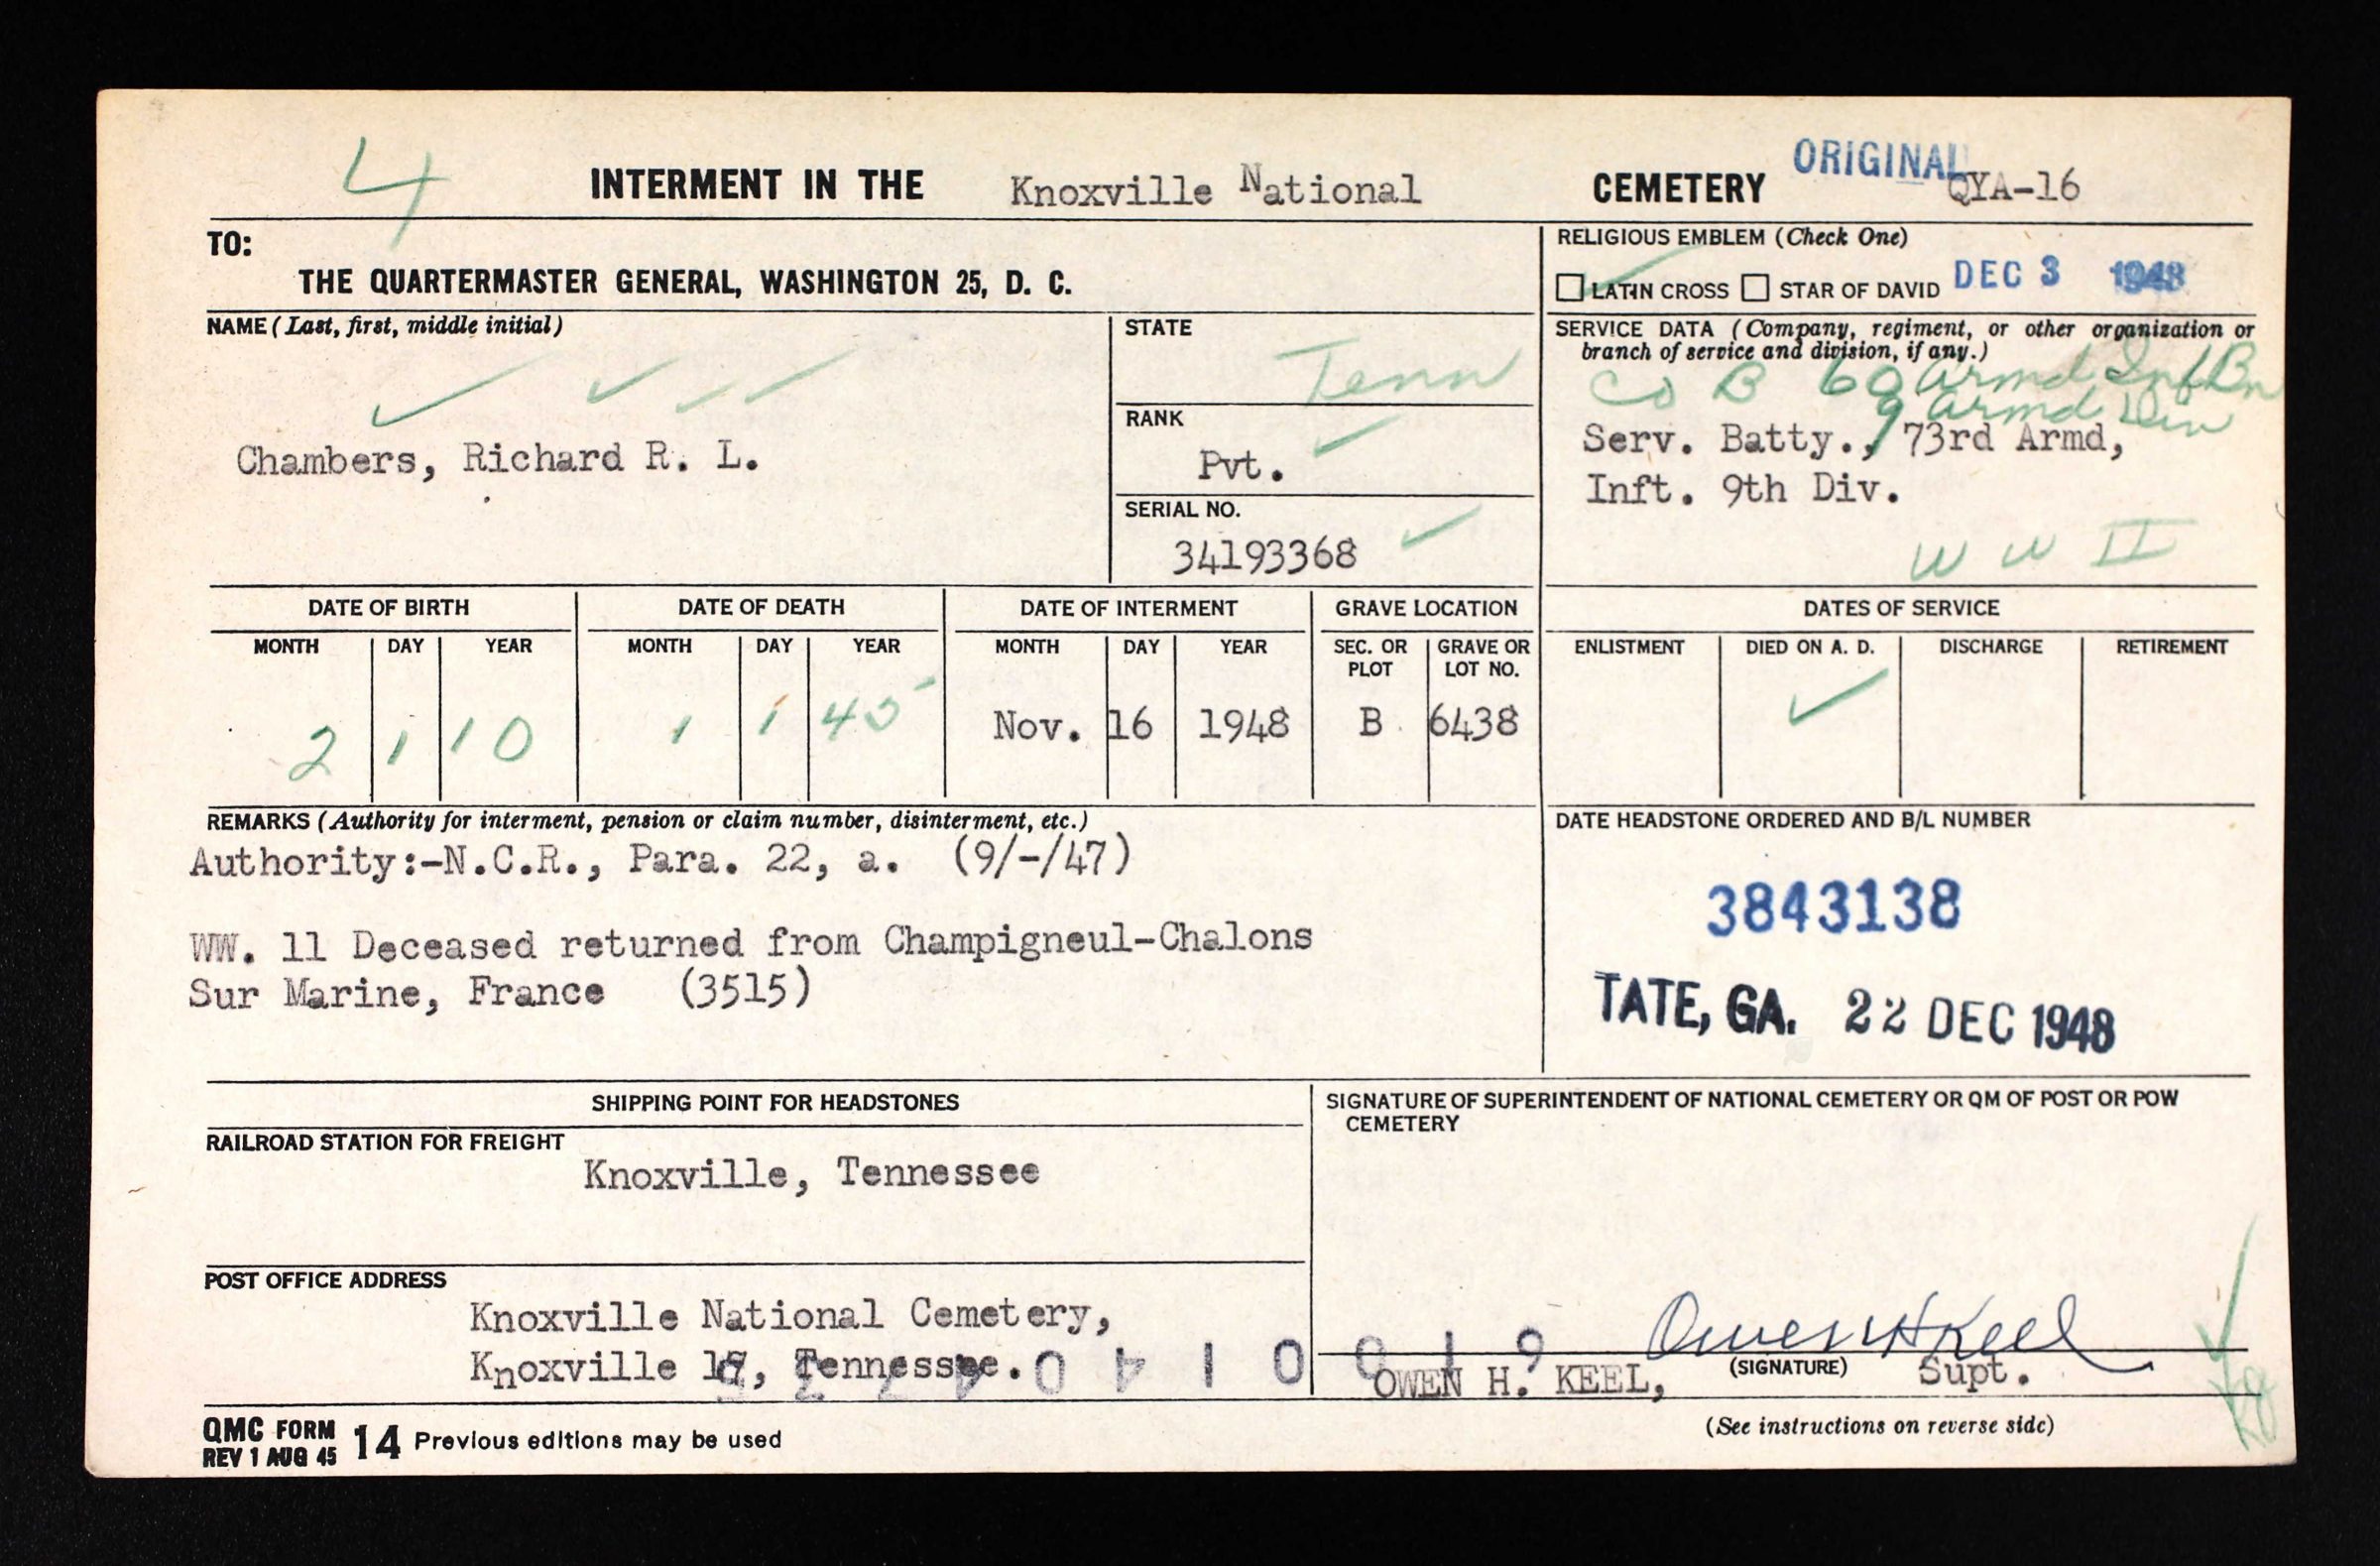 4
INTERMENT IN THE Knoxville National CEMETERY ORIGINAL QYA-16
TO:
THE QUARTERMASTER GENERAL, WASHINGTON 25, D. C.
RELIGIOUS EMBLEM (Check One)
LATIN CROSS STAR OF DAVID DEC 3 1948
NAME (Last, first, middle initial)
Chambers, Richard R. L.
STATE
Tenn
RANK
Pvt.
SERIAL NO.
34193368
SERVICE DATA (Company, regiment, or other organization or
branch of service and division, if any.)
Co B 60 Armd Inf Bn
9 Armd Div
Serv. Batty., 73rd Armd,
Inft. 9th Div.
W W II
DATE OF BIRTH DATE OF DEATH DATE OF INTERMENT GRAVE LOCATION DATES OF SERVICE
MONTH DAY YEAR MONTH DAY YEAR MONTH DAY YEAR SEC. OR PLOT GRAVE OR LOT NO. ENLISTMENT DIED ON A. D. DISCHARGE RETIREMENT
2 1 10 1 1 45 Nov. 16 1948 B 6438 ✓
REMARKS (Authority for interment, pension or claim number, disinterment, etc.)
Authority:-N.C.R., Para. 22, a. (9/-/47)
WW. 11 Deceased returned from Champigneul-Chalons
Sur Marine, France (3515)
DATE HEADSTONE ORDERED AND B/L NUMBER
3843138
TATE, GA. 22 DEC 1948
SHIPPING POINT FOR HEADSTONES
RAILROAD STATION FOR FREIGHT
Knoxville, Tennessee
POST OFFICE ADDRESS
Knoxville National Cemetery,
Knoxville 17, Tennessee.
SIGNATURE OF SUPERINTENDENT OF NATIONAL CEMETERY OR QM OF POST OR POW
CEMETERY
Owen H Keel
OWEN H. KEEL, (SIGNATURE) Supt.
QMC FORM
REV 1 AUG 45 14 Previous editions may be used
(See instructions on reverse side)